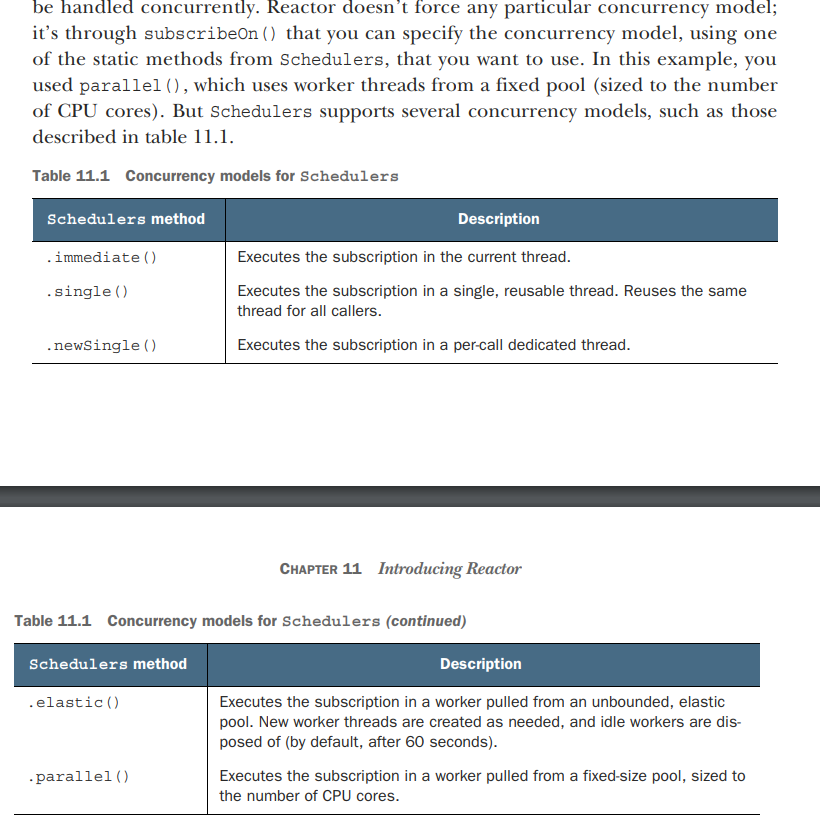 be handled concurrently. Reactor doesn't force any particular concurrency model;
it's through subscribeOn() that you can specify the concurrency model, using one
of the static methods from Schedulers, that you want to use. In this example, you
used parallel(), which uses worker threads from a fixed pool (sized to the number
of CPU cores). But Schedulers supports several concurrency models, such as those
described in table 11.1.
Table 11.1 Concurrency models for Schedulers
Schedulers method Description
.immediate() Executes the subscription in the current thread.
.single() Executes the subscription in a single, reusable thread. Reuses the same
thread for all callers.
.newSingle() Executes the subscription in a per-call dedicated thread.
CHAPTER 11 Introducing Reactor
Table 11.1 Concurrency models for Schedulers (continued)
Schedulers method Description
.elastic() Executes the subscription in a worker pulled from an unbounded, elastic
pool. New worker threads are created as needed, and idle workers are dis-
posed of (by default, after 60 seconds).
.parallel() Executes the subscription in a worker pulled from a fixed-size pool, sized to
the number of CPU cores.